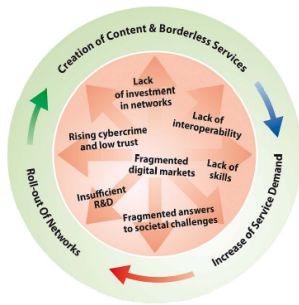 Creation of Content & Borderless Services
Lack
of investment
in networks
Lack of
interoperability
Rising cybercrime
and low trust
Fragmented
digital markets
Lack of
skills
Insufficient
R&D
Fragmented answers
to societal challenges
Roll-out Of Networks
Increase of Service Demand